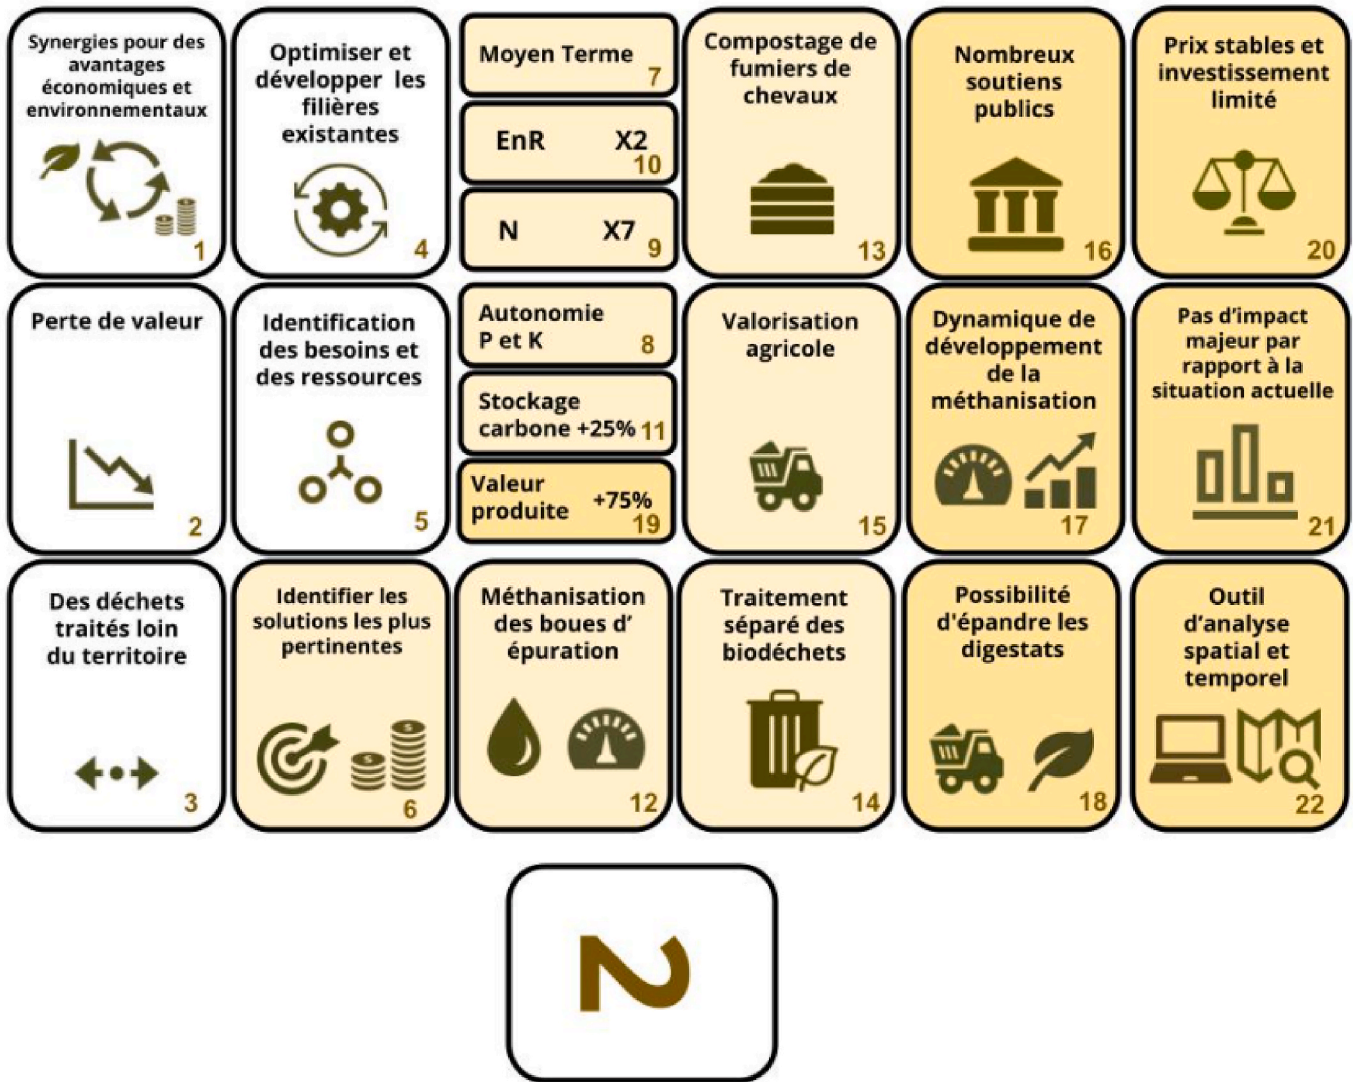 Synergies pour des
avantages
économiques et
environnementaux
1
Optimiser et
développer les
filières
existantes
4
Moyen Terme
7
EnR X2
10
N X7
9
Compostage de
fumiers de
chevaux
13
Nombreux
soutiens
publics
16
Prix stables et
investissement
limité
20
Perte de valeur
2
Identification
des besoins et
des ressources
5
Autonomie
P et K
8
Stockage
carbone +25%
11
Valeur
produite +75%
19
Valorisation
agricole
15
Dynamique de
développement
de la
méthanisation
17
Pas d'impact
majeur par
rapport à la
situation actuelle
21
Des déchets
traités loin
du territoire
3
Identifier les
solutions les plus
pertinentes
$ $
6
Méthanisation
des boues d'
épuration
12
Traitement
séparé des
biodéchets
14
Possibilité
d'épandre les
digestats
18
Outil
d'analyse
spatial et
temporel
22
2